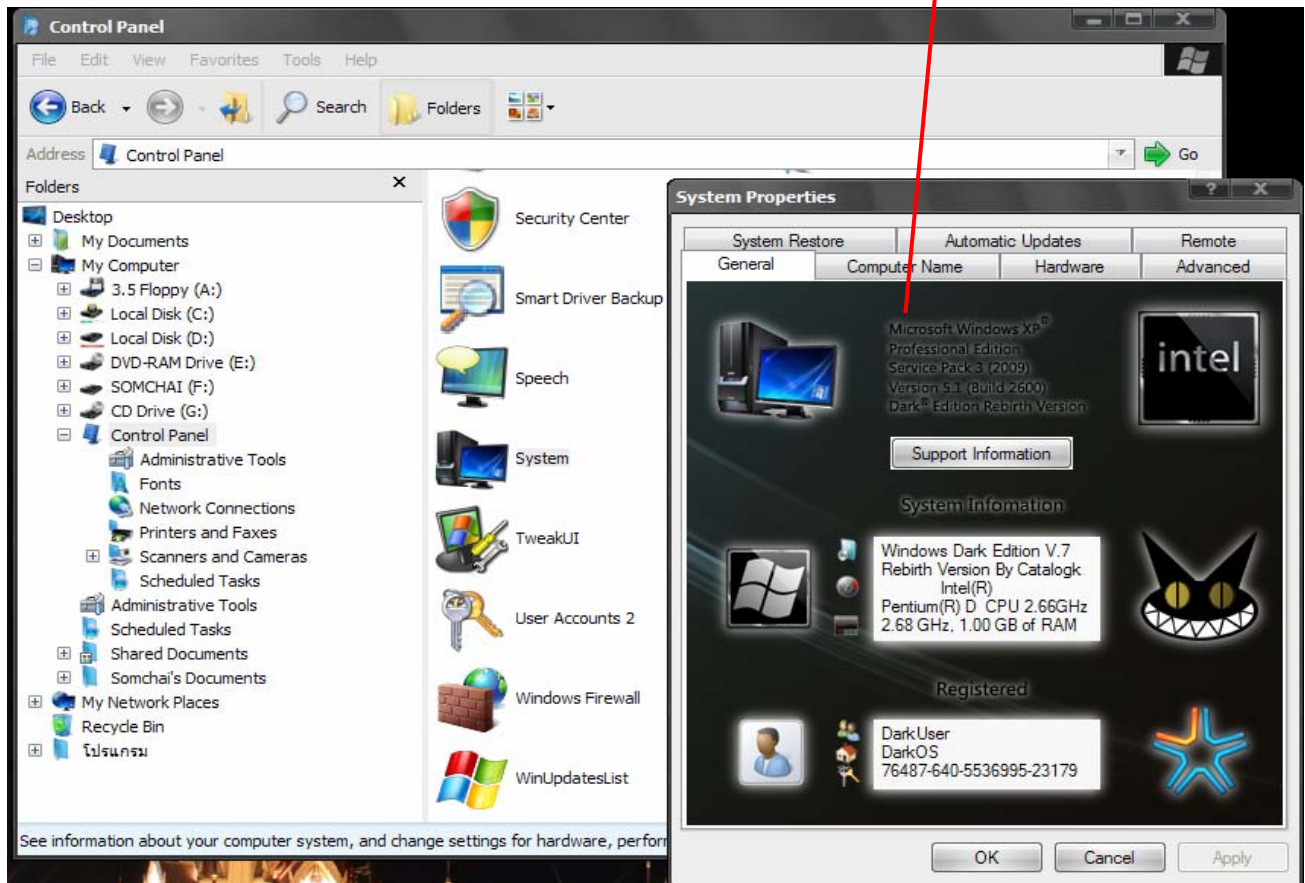 Control Panel
File Edit View Favorites Tools Help
Back Search Folders
Address Control Panel Go
Folders
Desktop
My Documents
My Computer
3.5 Floppy (A:)
Local Disk (C:)
Local Disk (D:)
DVD-RAM Drive (E:)
SOMCHAI (F:)
CD Drive (G:)
Control Panel
Administrative Tools
Fonts
Network Connections
Printers and Faxes
Scanners and Cameras
Scheduled Tasks
Administrative Tools
Scheduled Tasks
Shared Documents
Somchai's Documents
My Network Places
Recycle Bin
โปรแกรม
Security Center
Smart Driver Backup
Speech
System
TweakUI
User Accounts 2
Windows Firewall
WinUpdatesList
See information about your computer system, and change settings for hardware, perforr
System Properties
System Restore Automatic Updates Remote
General Computer Name Hardware Advanced
Microsoft Windows XP®
Professional Edition
Service Pack 3 (2009)
Version 5.1 (Build 2600)
Dark® Edition Rebirth Version
intel
Support Information
System Infomation
Windows Dark Edition V.7
Rebirth Version By Catalogk
Intel(R)
Pentium(R) D CPU 2.66GHz
2.68 GHz, 1.00 GB of RAM
Registered
DarkUser
DarkOS
76487-640-5536995-23179
OK Cancel Apply